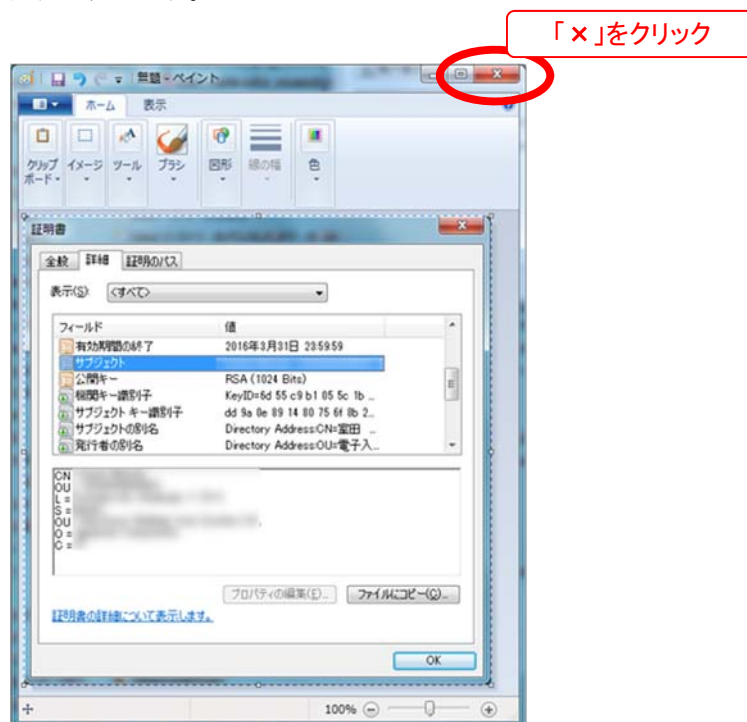 「×」をクリック
無題 - ペイント
ホーム 表示
クリップボード イメージ ツール ブラシ 図形 線の幅 色
証明書
全般 詳細 証明のパス
表示(S): <すべて>
フィールド 値
有効期間の終了 2016年3月31日 23:59:59
サブジェクト
公開キー RSA (1024 Bits)
機関キー識別子 KeyID=6d 55 c9 b1 05 5c 1b ...
サブジェクト キー識別子 dd 9a 0e 89 14 80 75 6f 8b 2...
サブジェクトの別名 Directory Address:CN=室田 ...
発行者の別名 Directory Address:OU=電子入...
CN
OU
L =
S =
OU
O =
C =
プロパティの編集(E)... ファイルにコピー(C)...
証明書の詳細について表示します。
OK
100%